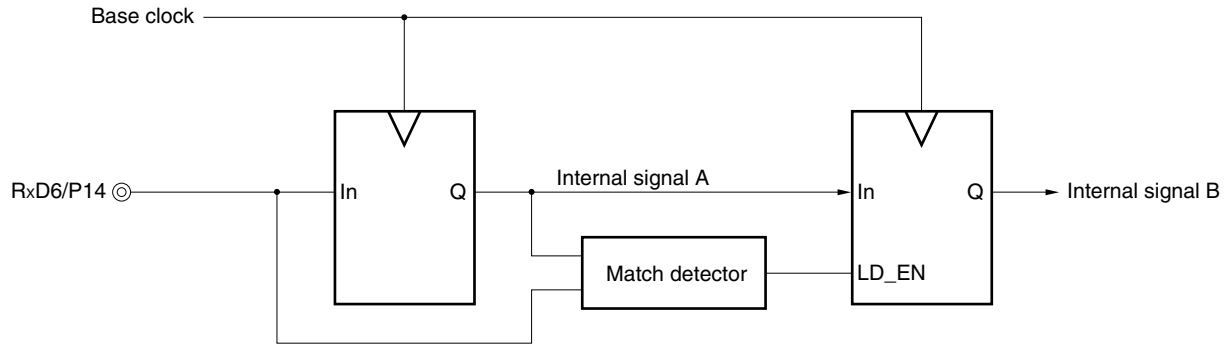 Base clock
RxD6/P14
In
Q
Internal signal A
In
Q
Internal signal B
Match detector
LD_EN